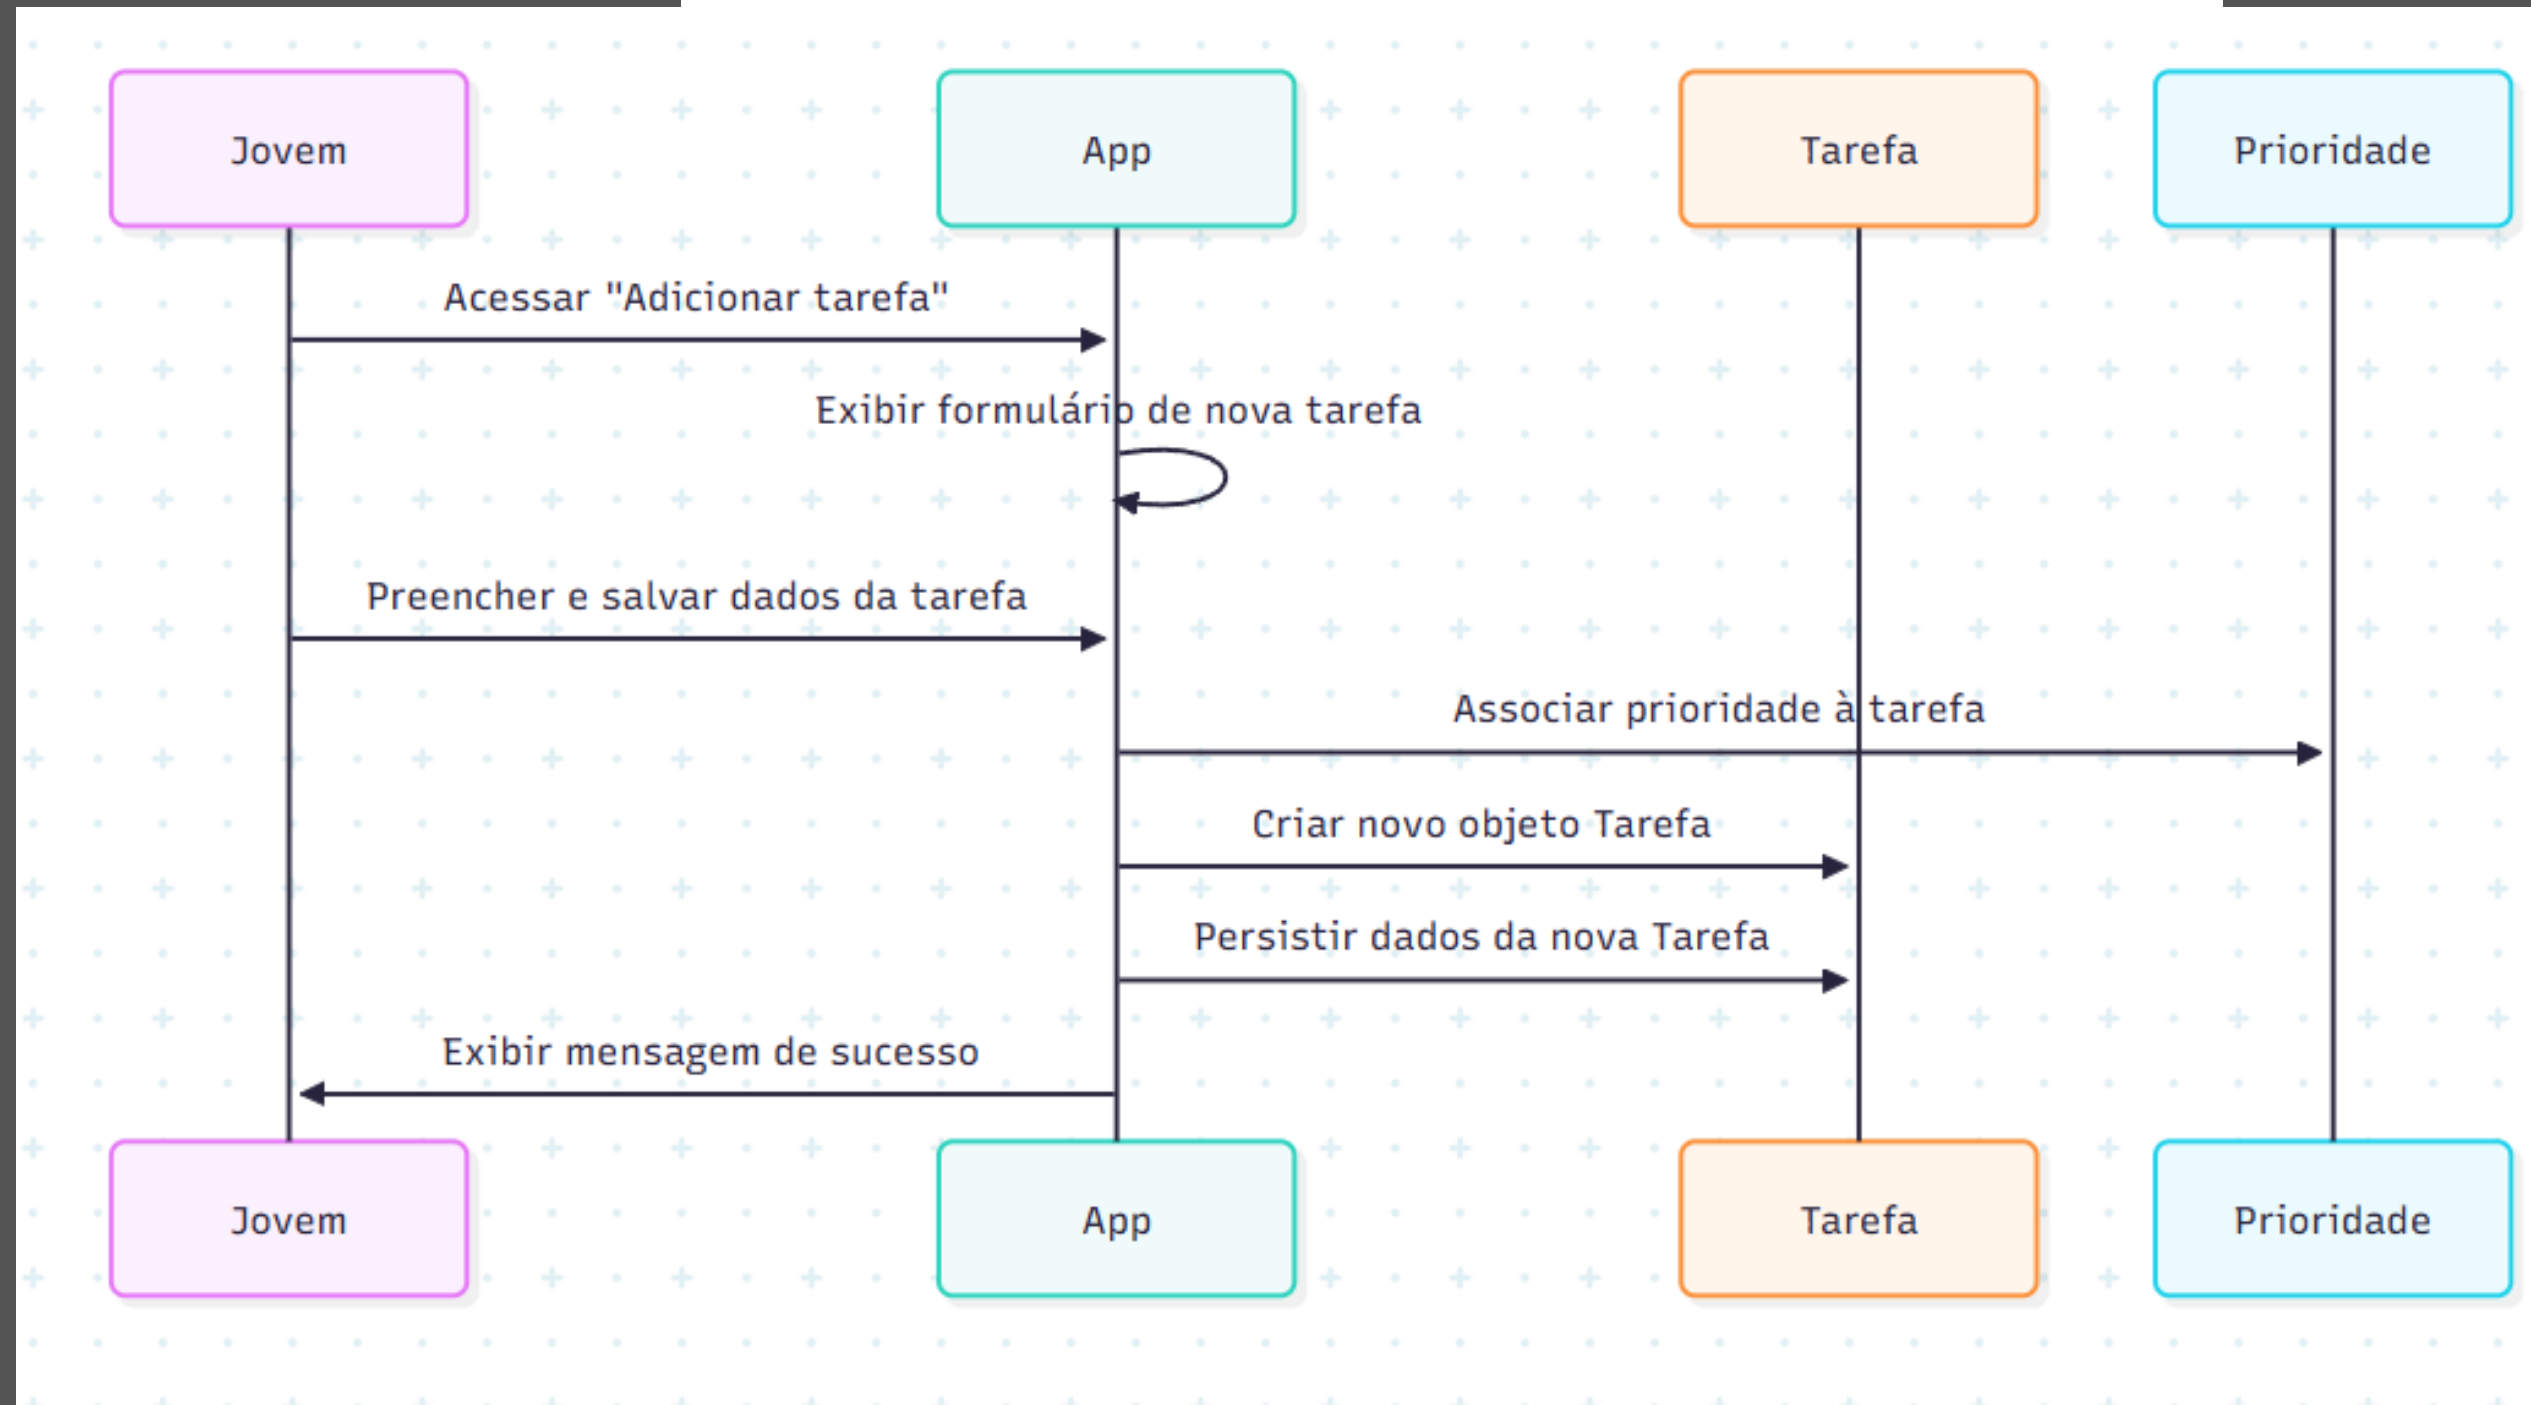 Jovem
App
Tarefa
Prioridade
Acessar "Adicionar tarefa"
Exibir formulário de nova tarefa
Preencher e salvar dados da tarefa
Associar prioridade à tarefa
Criar novo objeto Tarefa
Persistir dados da nova Tarefa
Exibir mensagem de sucesso
Jovem
App
Tarefa
Prioridade